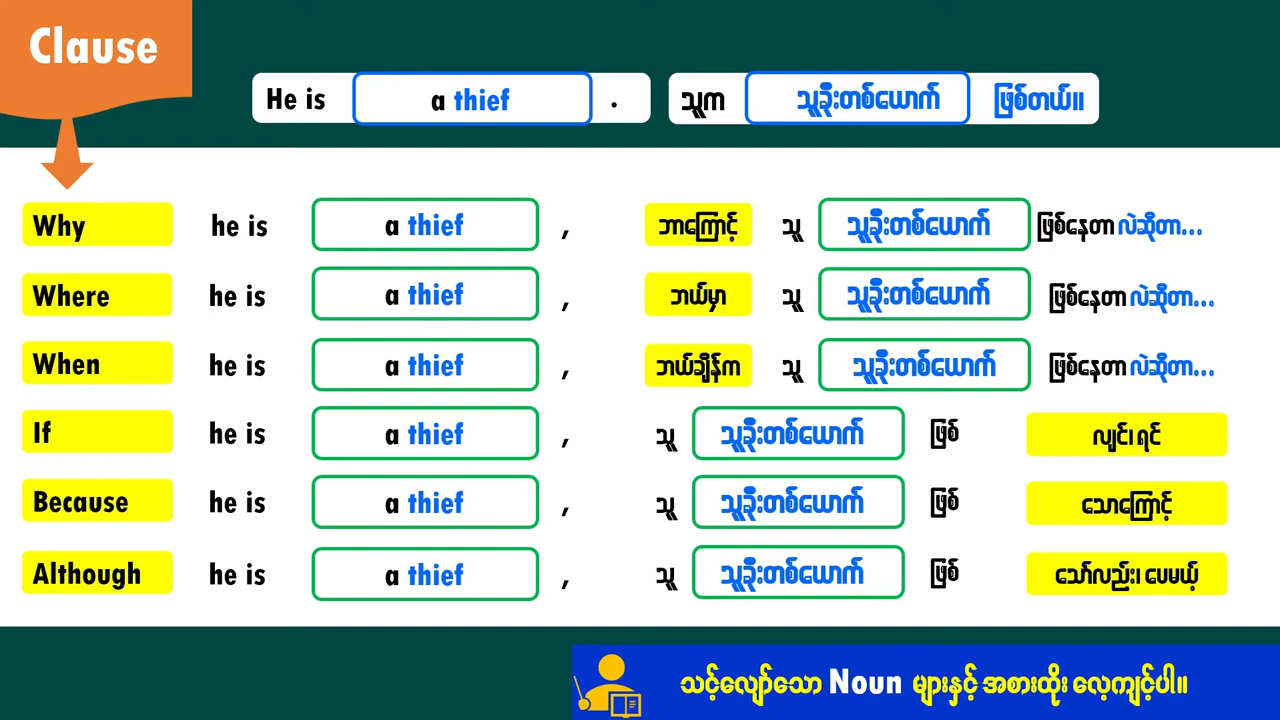 Clause
He is a thief . သူက သူခိုးတစ်ယောက် ဖြစ်တယ်။
Why he is a thief , ဘာကြောင့် သူ သူခိုးတစ်ယောက် ဖြစ်နေတာ လဲဆိုတာ...
Where he is a thief , ဘယ်မှာ သူ သူခိုးတစ်ယောက် ဖြစ်နေတာ လဲဆိုတာ...
When he is a thief , ဘယ်ချိန်က သူ သူခိုးတစ်ယောက် ဖြစ်နေတာ လဲဆိုတာ...
If he is a thief , သူ သူခိုးတစ်ယောက် ဖြစ် လျှင်၊ ရင်
Because he is a thief , သူ သူခိုးတစ်ယောက် ဖြစ် သောကြောင့်
Although he is a thief , သူ သူခိုးတစ်ယောက် ဖြစ် သော်လည်း၊ ပေမယ့်
သင့်လျော်သော Noun များနှင့် အစားထိုး လေ့ကျင့်ပါ။